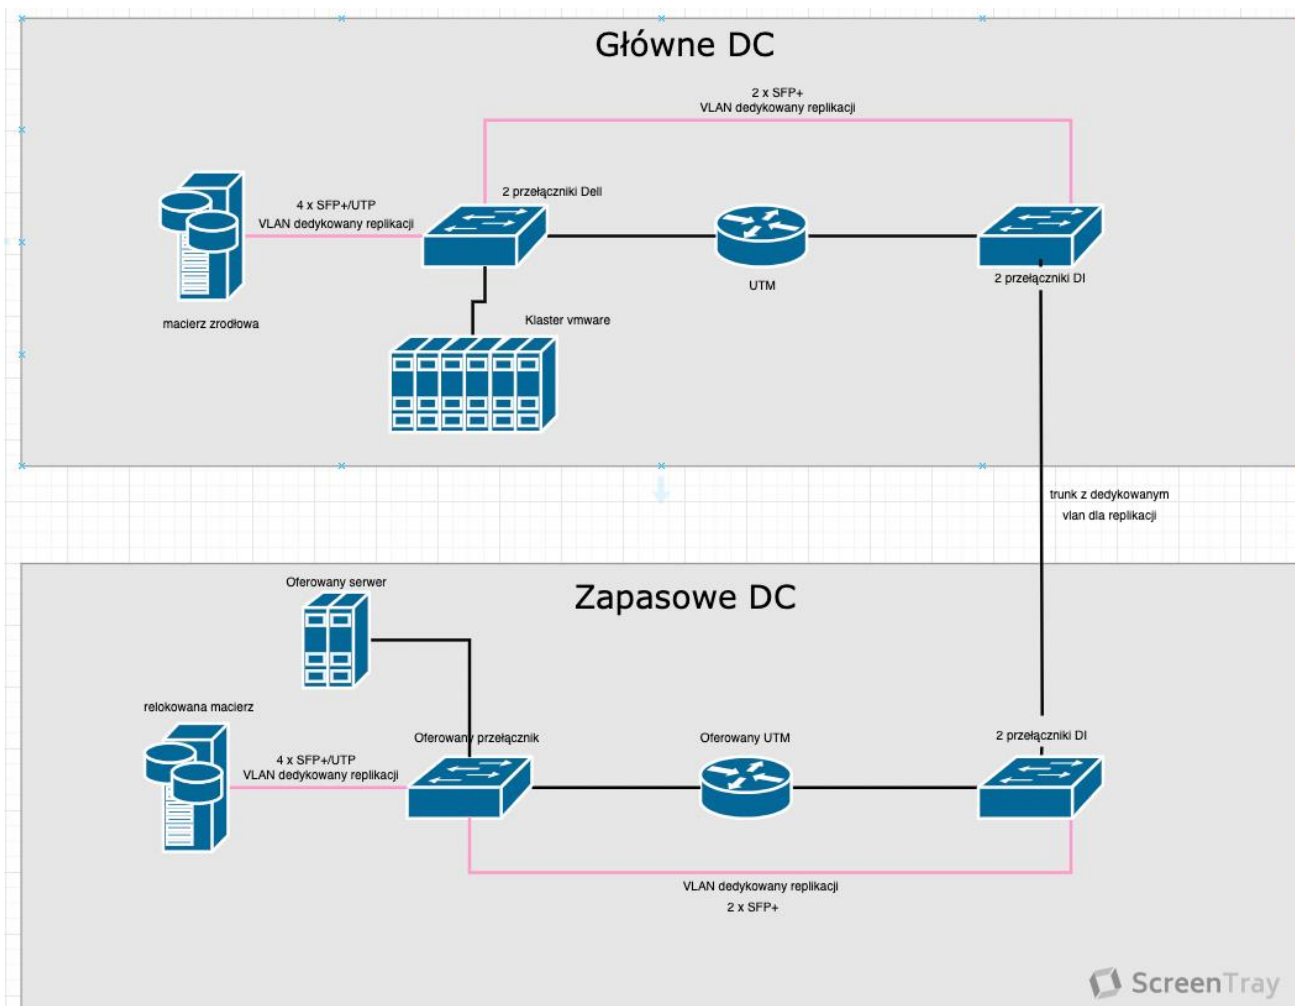 Główne DC
2 x SFP+
VLAN dedykowany replikacji
2 przełączniki Dell
4 x SFP+/UTP
VLAN dedykowany replikacji
UTM
2 przełączniki DI
macierz zrodłowa
Klaster vmware
trunk z dedykowanym
vlan dla replikacji
Oferowany serwer
Zapasowe DC
relokowana macierz
Oferowany przełącznik
Oferowany UTM
2 przełączniki DI
4 x SFP+/UTP
VLAN dedykowany replikacji
VLAN dedykowany replikacji
2 x SFP+
ScreenTray